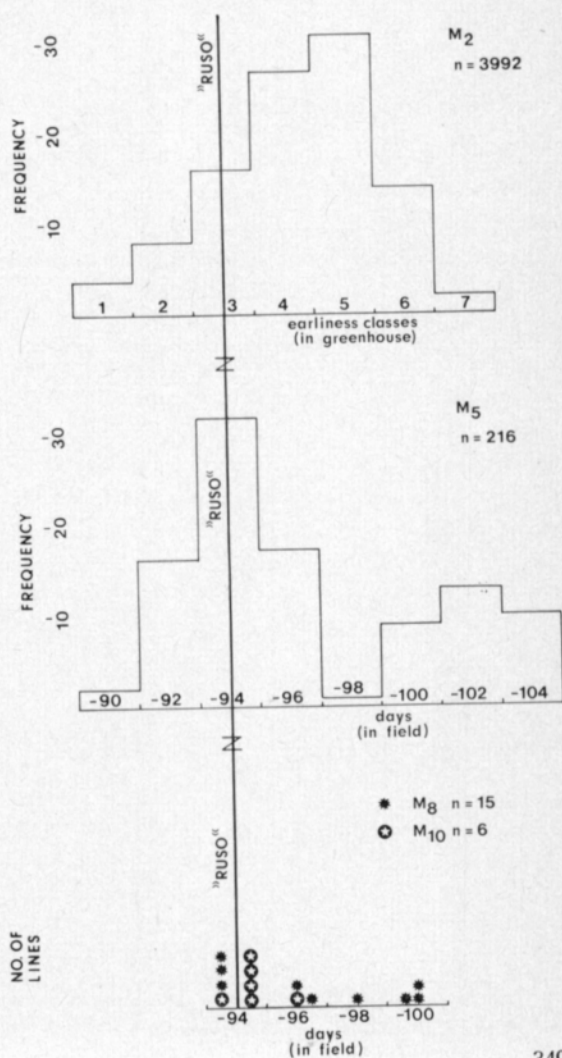 FREQUENCY
-30
-20
-10
»RUSO«
M2
n = 3992
1 2 3 4 5 6 7
earliness classes
(in greenhouse)
FREQUENCY
-30
-20
-10
»RUSO«
M5
n = 216
-90 -92 -94 -96 -98 -100 -102 -104
days
(in field)
NO. OF
LINES
»RUSO«
M8 n = 15
M10 n = 6
-94 -96 -98 -100
days
(in field)